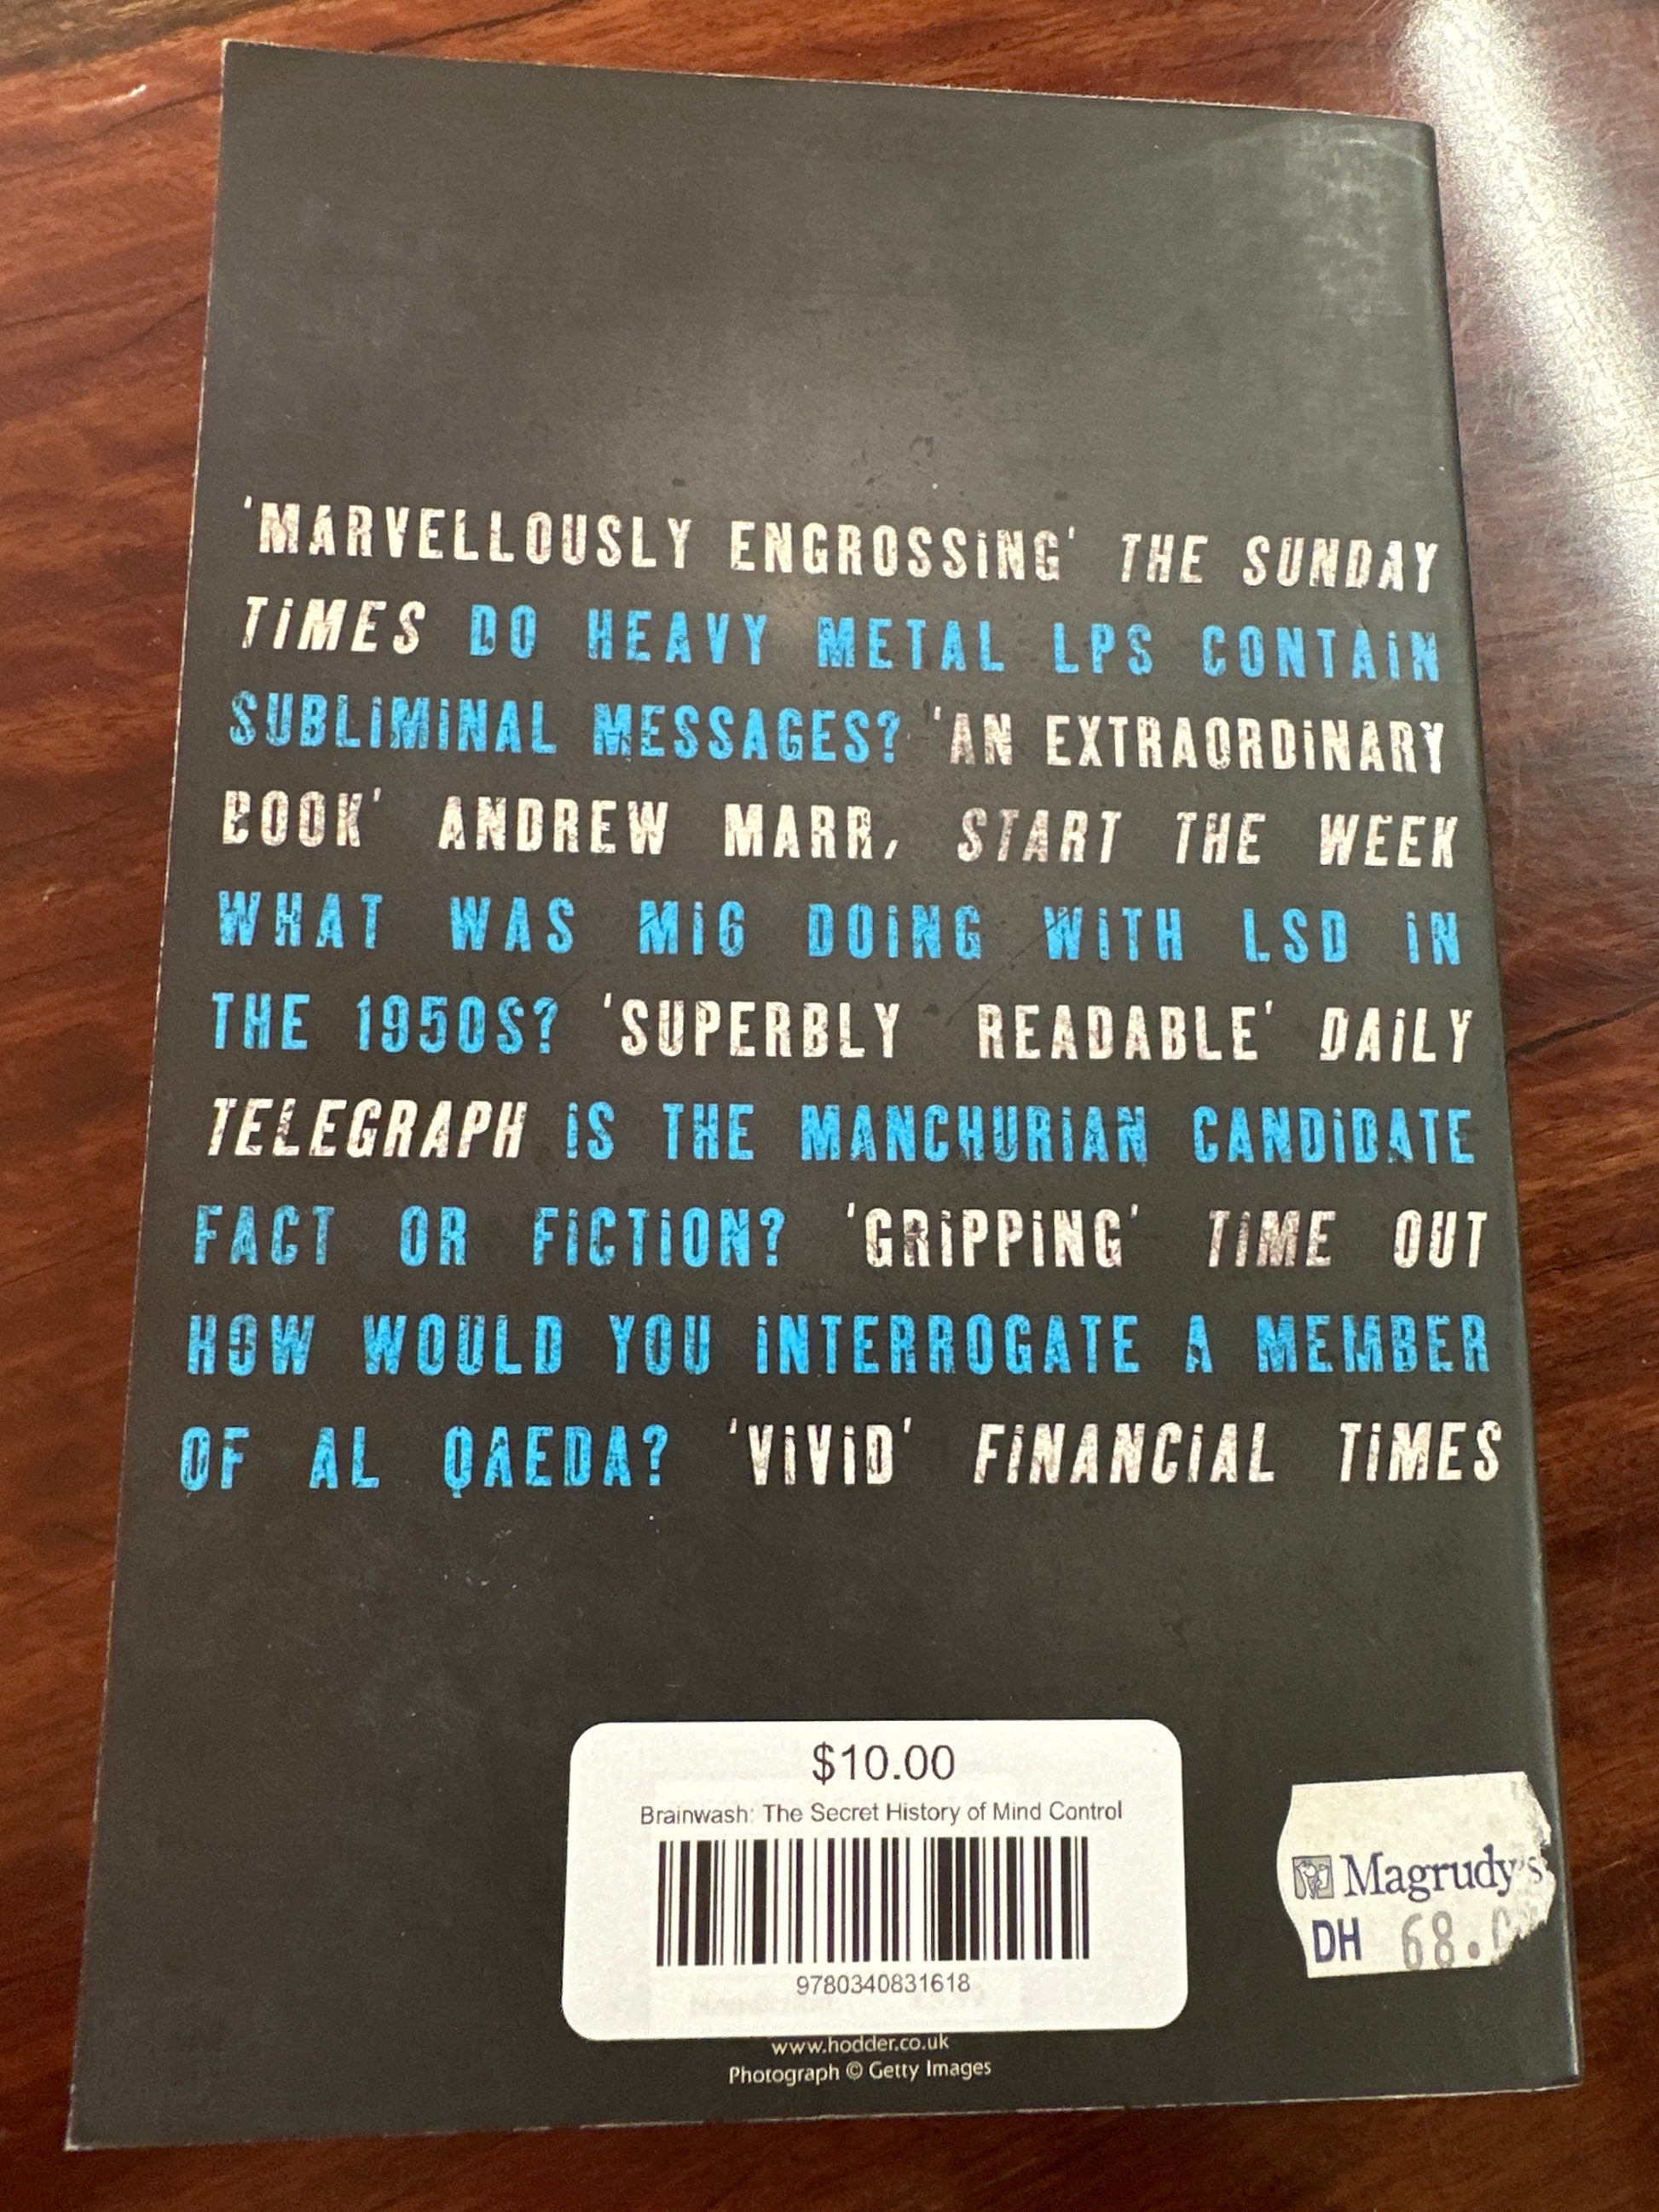 'MARVELLOUSLY ENGROSSiNG' THE SUNDAY
TiMES DO HEAVY METAL LPS CONTAiN
SUBLiMiNAL MESSAGES? 'AN EXTRAORDiNARY
BOOK' ANDREW MARR, START THE WEEK
WHAT WAS Mi6 DOiNG WiTH LSD iN
THE 1950S? 'SUPERBLY READABLE' DAiLY
TELEGRAPH iS THE MANCHURiAN CANDiDATE
FACT OR FiCTiON? 'GRiPPiNG' TiME OUT
HOW WOULD YOU iNTERROGATE A MEMBER
OF AL QAEDA? 'ViViD' FiNANCiAL TiMES
$10.00
Brainwash: The Secret History of Mind Control
9780340831618
Magrudy's
DH 68.0
www.hodder.co.uk
Photograph © Getty Images